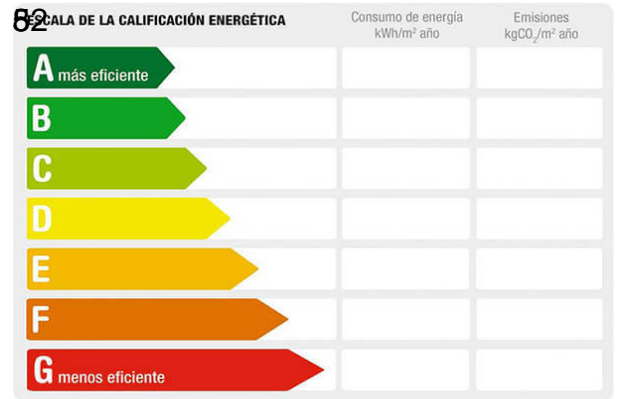 ESCALA DE LA CALIFICACIÓN ENERGÉTICA
Consumo de energía
kWh/m² año
Emisiones
kgCO₂/m² año
A más eficiente
B
C
D
E
F
G menos eficiente